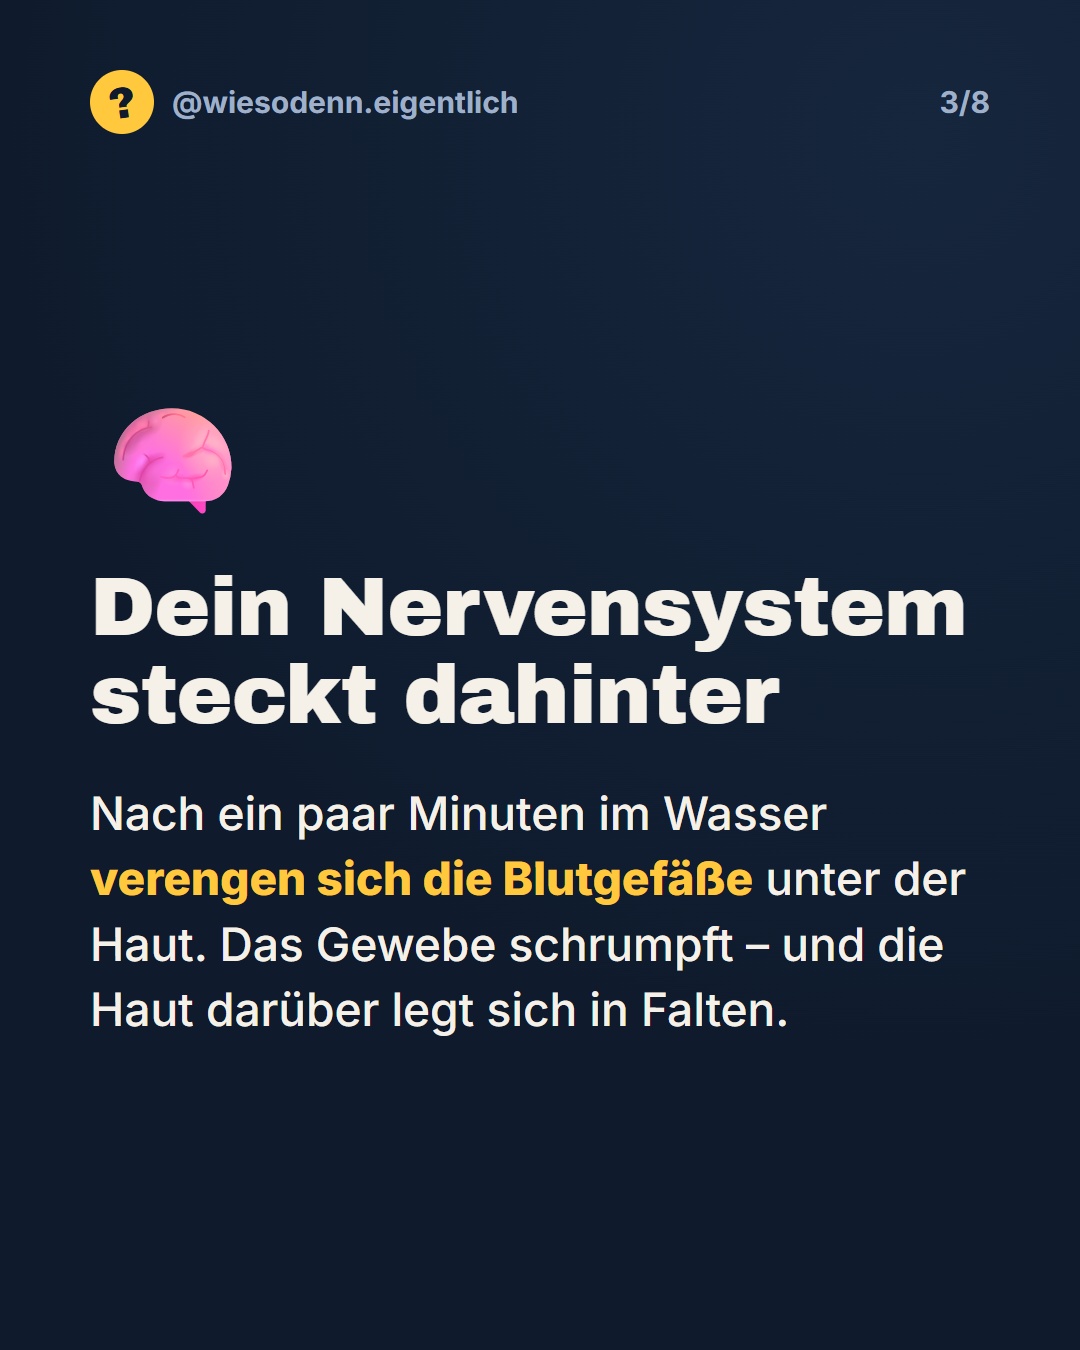 ?
@wiesodenn.eigentlich
3/8
Dein Nervensystem
steckt dahinter
Nach ein paar Minuten im Wasser
verengen sich die Blutgefäße unter der
Haut. Das Gewebe schrumpft – und die
Haut darüber legt sich in Falten.